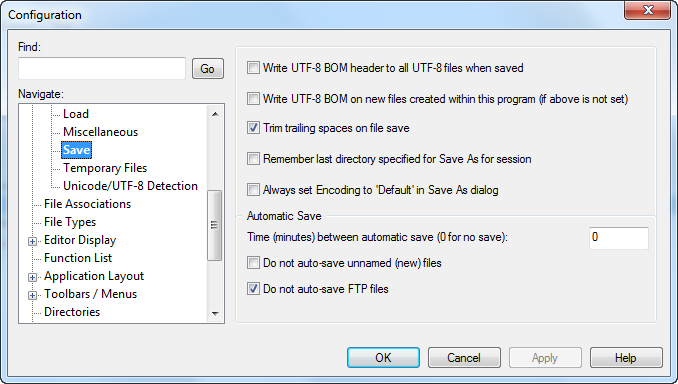 Configuration
Find:
Go
Navigate:
Load
Miscellaneous
Save
Temporary Files
Unicode/UTF-8 Detection
File Associations
File Types
Editor Display
Function List
Application Layout
Toolbars / Menus
Directories
Write UTF-8 BOM header to all UTF-8 files when saved
Write UTF-8 BOM on new files created within this program (if above is not set)
Trim trailing spaces on file save
Remember last directory specified for Save As for session
Always set Encoding to 'Default' in Save As dialog
Automatic Save
Time (minutes) between automatic save (0 for no save): 0
Do not auto-save unnamed (new) files
Do not auto-save FTP files
OK Cancel Apply Help